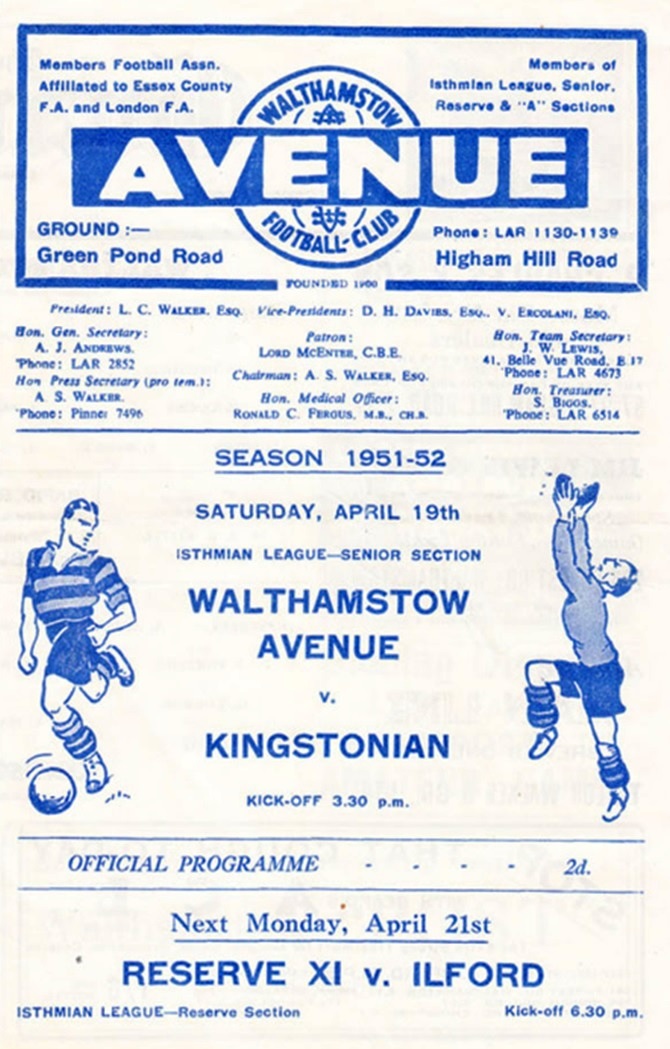 Members Football Assn.
Affiliated to Essex County
F.A. and London F.A.
Members of
Isthmian League, Senior,
Reserve & "A" Sections
WALTHAMSTOW
AVENUE
FOOTBALL-CLUB
GROUND :—
Green Pond Road
Phone: LAR 1130-1139
Higham Hill Road
FOUNDED 1900
President: L. C. WALKER, ESQ. Vice-Presidents: D. H. DAVIES, ESQ., V. ERCOLANI, ESQ.
Hon. Gen. Secretary:
A. J. ANDREWS.
'Phone: LAR 2852
Hon Press Secretary (pro tem.):
A. S. WALKER.
'Phone: Pinner 7496
Patron:
LORD MCENTEE, C.B.E.
Chairman: A. S. WALKER, ESQ.
Hon. Medical Officer:
RONALD C. FERGUS, M.B., CH.B.
Hon. Team Secretary:
J. W. LEWIS,
41, Belle Vue Road, E 17
'Phone: LAR 4673
Hon. Treasurer:
S. BIGGS.
'Phone: LAR 6514
SEASON 1951-52
SATURDAY, APRIL 19th
ISTHMIAN LEAGUE—SENIOR SECTION
WALTHAMSTOW
AVENUE
v.
KINGSTONIAN
KICK-OFF 3.30 p.m.
OFFICIAL PROGRAMME - - - - 2d.
Next Monday, April 21st
RESERVE XI v. ILFORD
ISTHMIAN LEAGUE—Reserve Section
Kick-off 6.30 p.m.